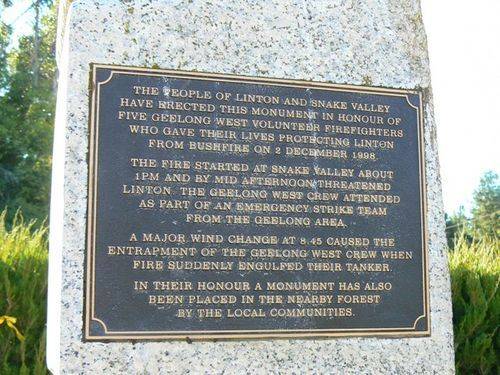 THE PEOPLE OF LINTON AND SNAKE VALLEY
HAVE ERECTED THIS MONUMENT IN HONOUR OF
FIVE GEELONG WEST VOLUNTEER FIREFIGHTERS
WHO GAVE THEIR LIVES PROTECTING LINTON
FROM BUSHFIRE ON 2 DECEMBER 1998.
THE FIRE STARTED AT SNAKE VALLEY ABOUT
1PM AND BY MID AFTERNOON THREATENED
LINTON. THE GEELONG WEST CREW ATTENDED
AS PART OF AN EMERGENCY STRIKE TEAM
FROM THE GEELONG AREA.
A MAJOR WIND CHANGE AT 8.45 CAUSED THE
ENTRAPMENT OF THE GEELONG WEST CREW WHEN
FIRE SUDDENLY ENGULFED THEIR TANKER.
IN THEIR HONOUR A MONUMENT HAS ALSO
BEEN PLACED IN THE NEARBY FOREST
BY THE LOCAL COMMUNITIES.